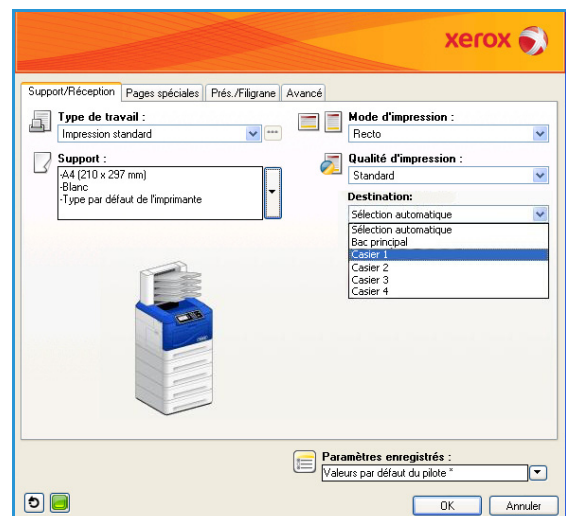 xerox
Support/Réception Pages spéciales Prés./Filigrane Avancé
Type de travail :
Impression standard
Support :
-A4 (210 x 297 mm)
-Blanc
-Type par défaut de l'imprimante
Mode d'impression :
Recto
Qualité d'impression :
Standard
Destination:
Sélection automatique
Sélection automatique
Bac principal
Casier 1
Casier 2
Casier 3
Casier 4
Paramètres enregistrés :
Valeurs par défaut du pilote *
OK Annuler